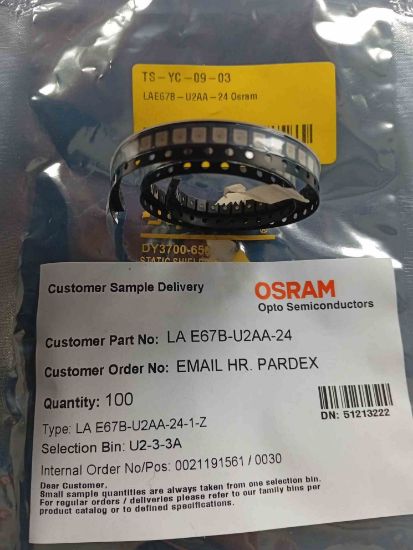 TS-YC-09-03
LAE67B-U2AA-24 Osram
DY3700-650
STATIC SHIELD
Customer Sample Delivery
OSRAM
Opto Semiconductors
Customer Part No: LA E67B-U2AA-24
Customer Order No: EMAIL HR. PARDEX
Quantity: 100
DN: 51213222
Type: LA E67B-U2AA-24-1-Z
Selection Bin: U2-3-3A
Internal Order No/Pos: 0021191561 / 0030
Dear Customer,
Small sample quantities are always taken from one selection bin.
For regular orders / deliveries please refer to our family bins per
product catalog or to defined specifications.